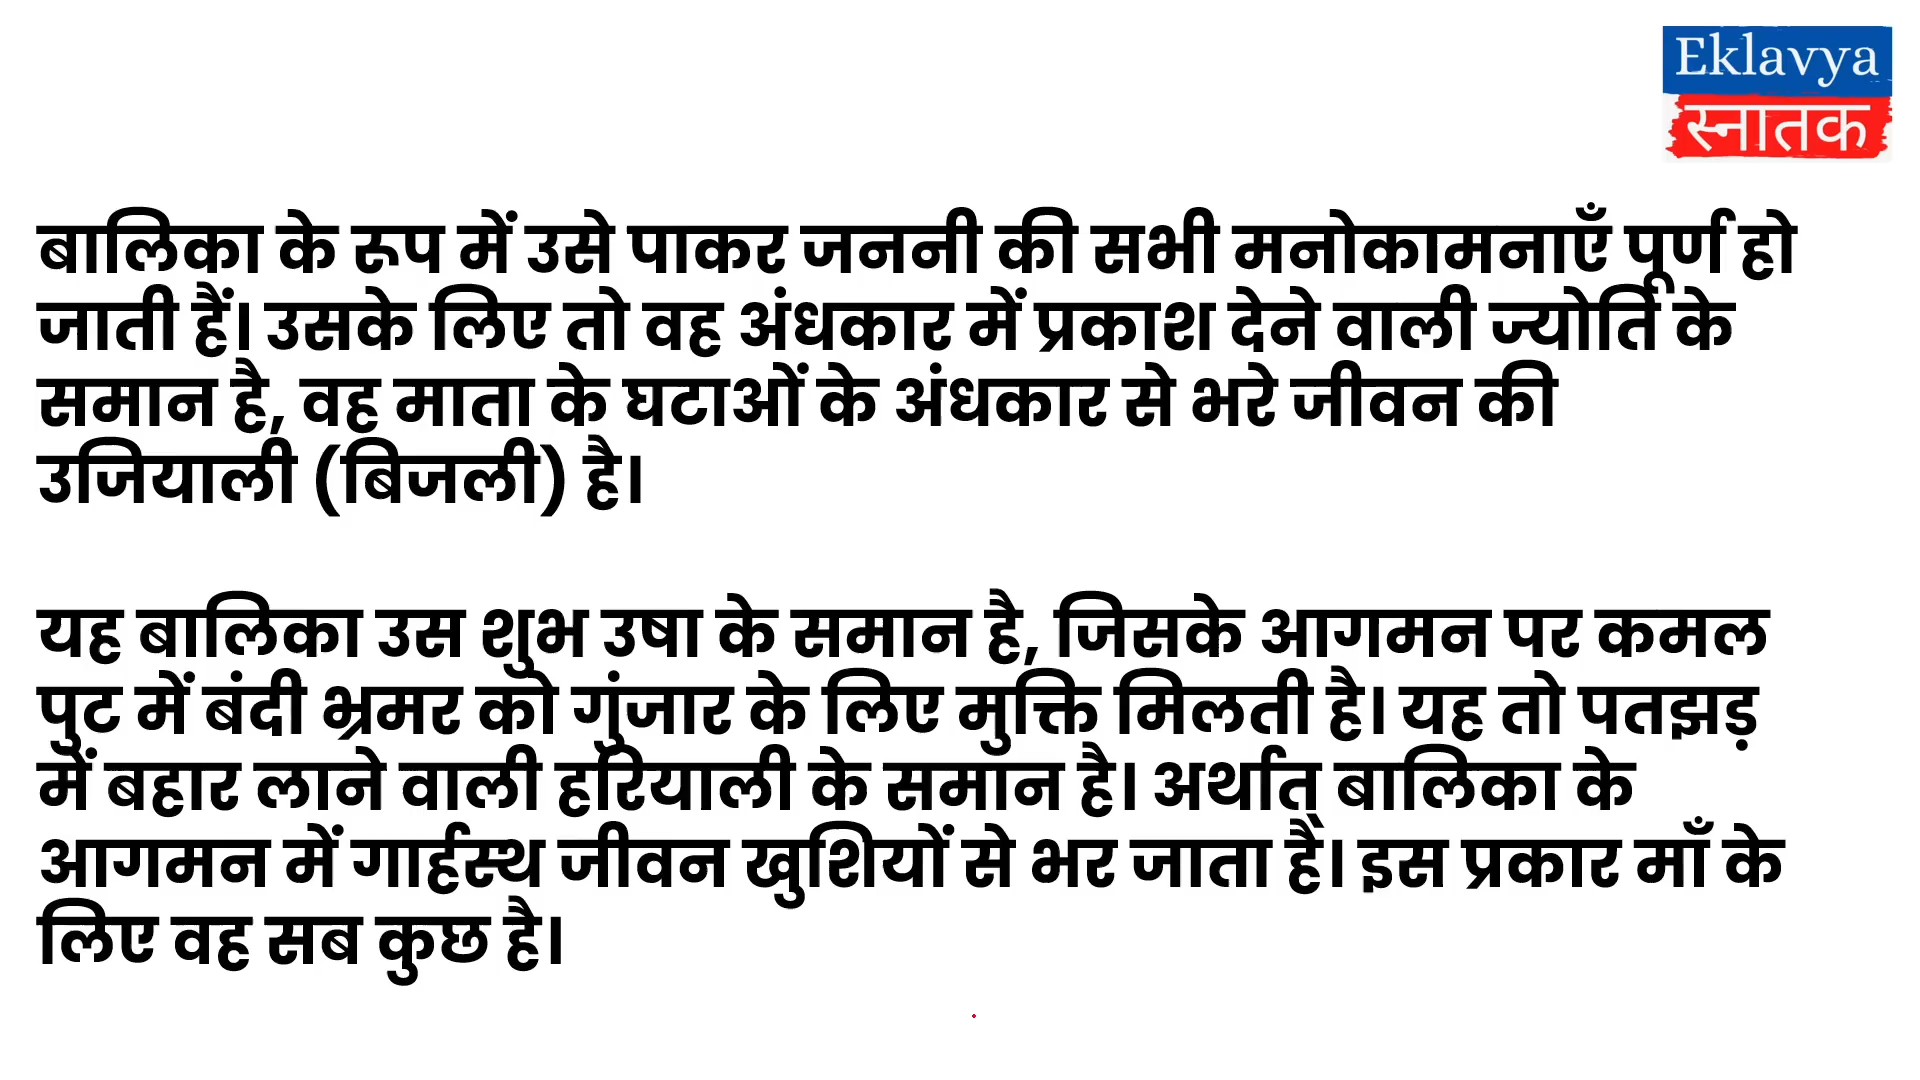 Eklavya
स्नातक
बालिका के रूप में उसे पाकर जननी की सभी मनोकामनाएँ पूर्ण हो
जाती हैं। उसके लिए तो वह अंधकार में प्रकाश देने वाली ज्योति के
समान है, वह माता के घटाओं के अंधकार से भरे जीवन की
उजियाली (बिजली) है।
यह बालिका उस शुभ उषा के समान है, जिसके आगमन पर कमल
पुट में बंदी भ्रमर को गुंजार के लिए मुक्ति मिलती है। यह तो पतझड़
में बहार लाने वाली हरियाली के समान है। अर्थात् बालिका के
आगमन में गार्हस्थ जीवन खुशियों से भर जाता है। इस प्रकार माँ के
लिए वह सब कुछ है।